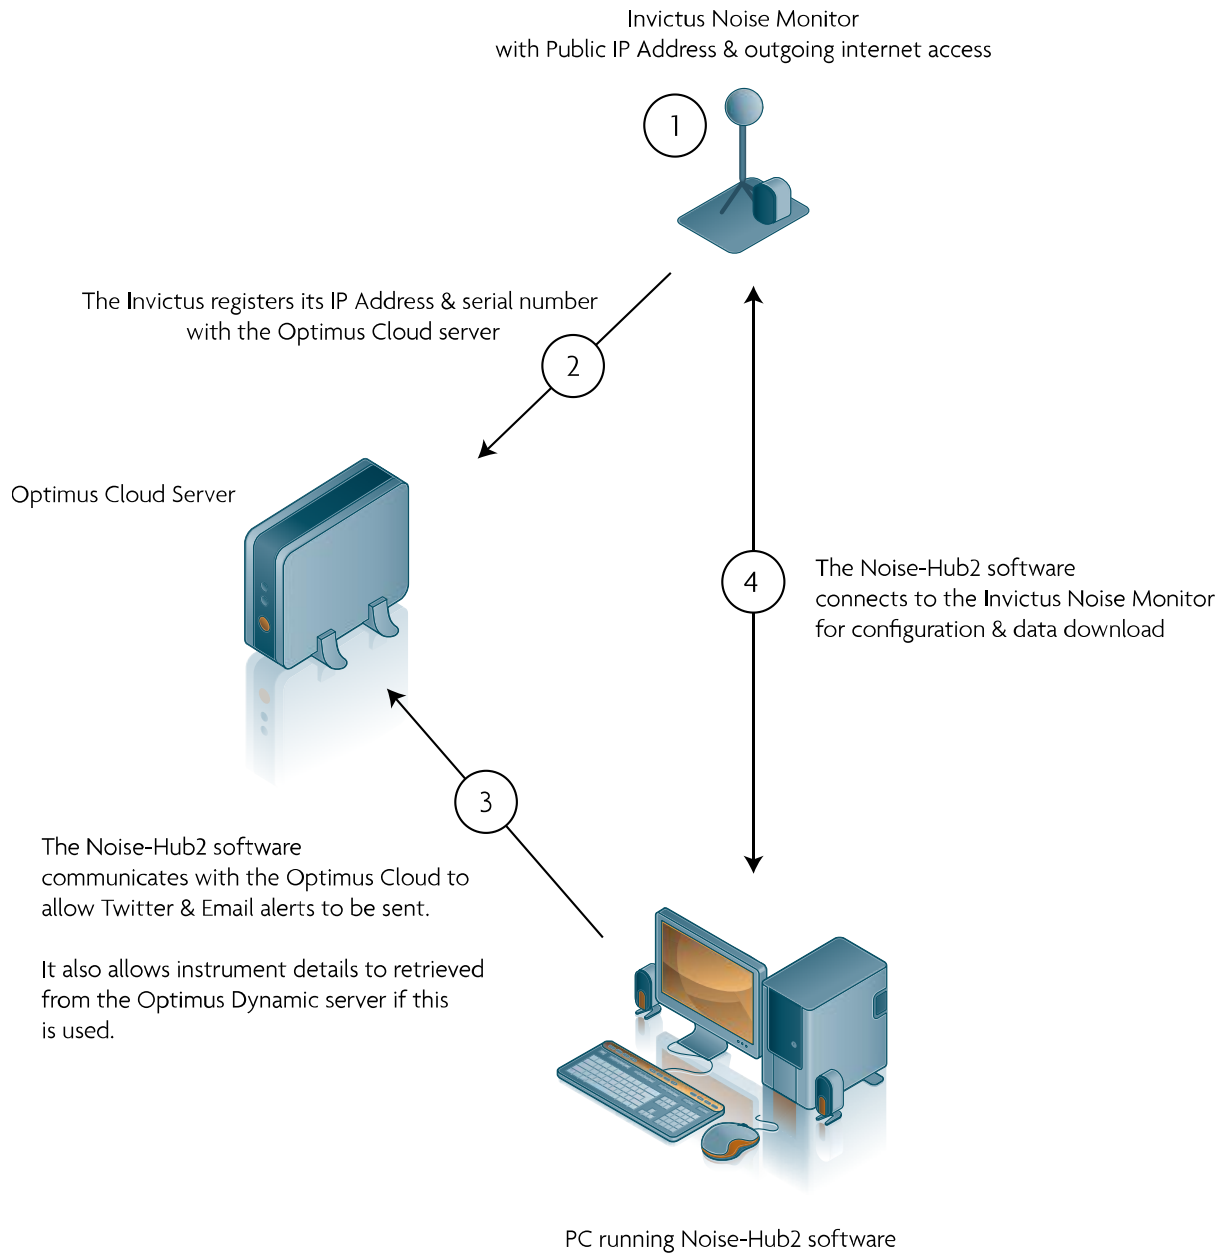 Invictus Noise Monitor
with Public IP Address & outgoing internet access
1
The Invictus registers its IP Address & serial number
with the Optimus Cloud server
2
Optimus Cloud Server
4
The Noise-Hub2 software
connects to the Invictus Noise Monitor
for configuration & data download
3
The Noise-Hub2 software
communicates with the Optimus Cloud to
allow Twitter & Email alerts to be sent.
It also allows instrument details to retrieved
from the Optimus Dynamic server if this
is used.
PC running Noise-Hub2 software